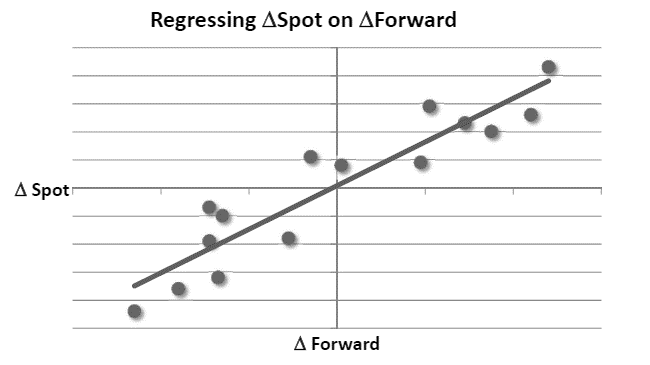 Regressing ΔSpot on ΔForward
Δ Spot
Δ Forward